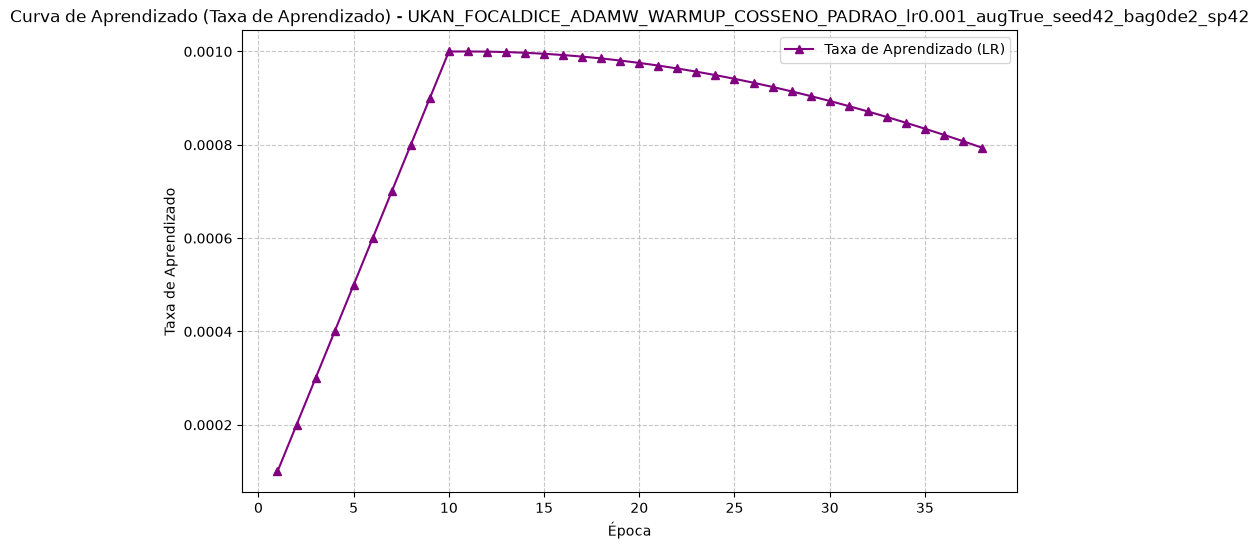 Curva de Aprendizado (Taxa de Aprendizado) - UKAN_FOCALDICE_ADAMW_WARMUP_COSSENO_PADRAO_lr0.001_augTrue_seed42_bag0de2_sp42
Taxa de Aprendizado (LR)
0.0010
0.0008
0.0006
0.0004
0.0002
Taxa de Aprendizado
0 5 10 15 20 25 30 35
Época